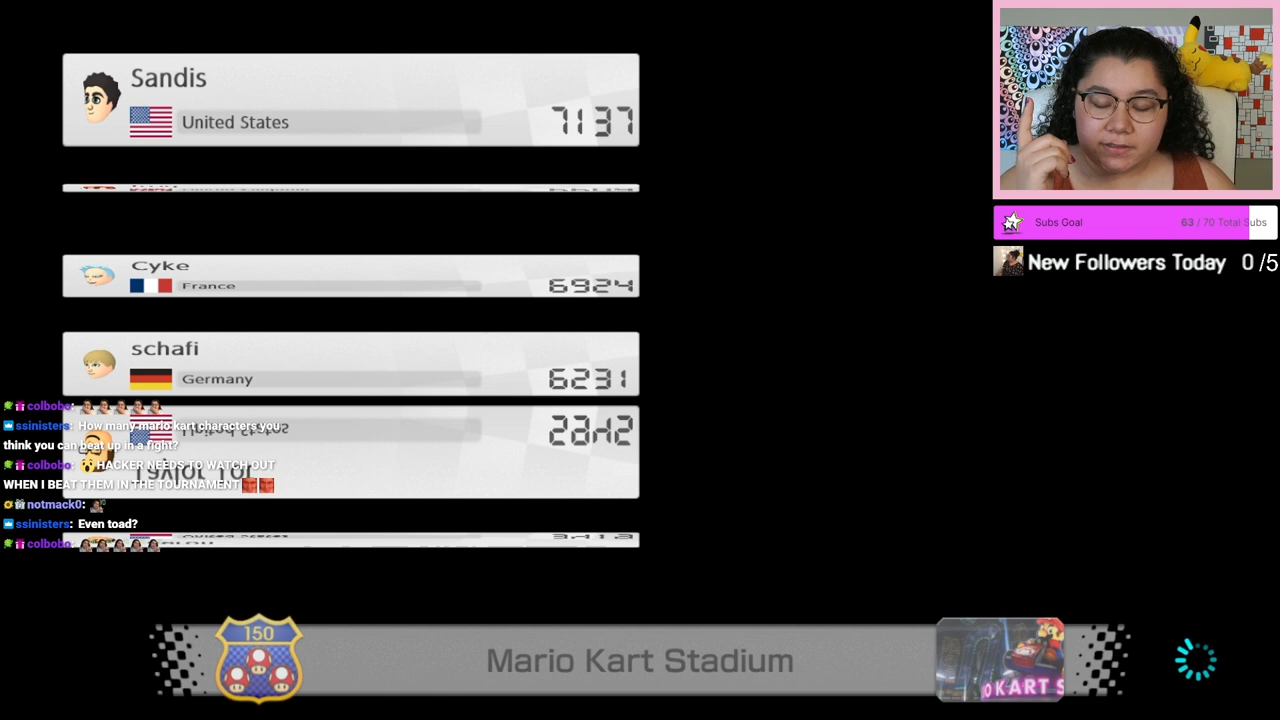 Sandis
United States
7137
Cyke
France
6924
schafi
Germany
6231
colbobo:
ssinisters: How many mario kart characters you
think you can beat up in a fight?
colbobo: HACKER NEEDS TO WATCH OUT
WHEN I BEAT THEM IN THE TOURNAMENT
notmack0:
ssinisters: Even toad?
colbobo:
150
Mario Kart Stadium
O KART S
Subs Goal
63 / 70 Total Subs
New Followers Today 0 /5